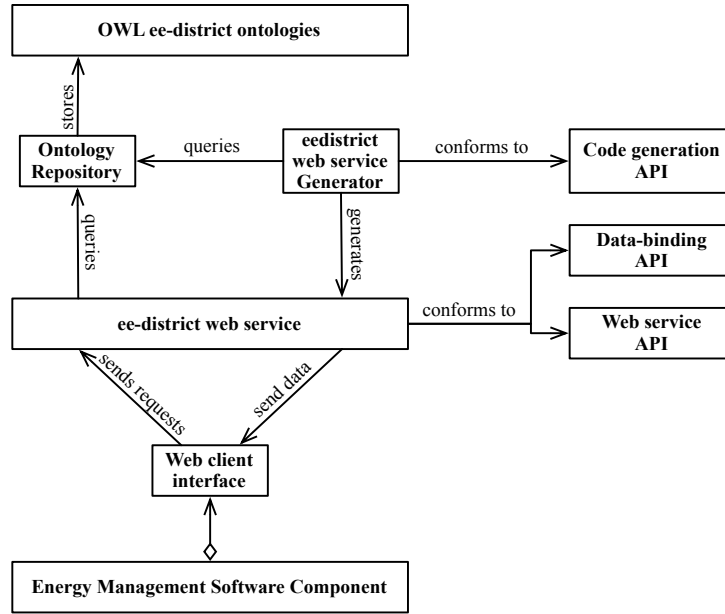 OWL ee-district ontologies
stores
Ontology
Repository
queries
eedistrict
web service
Generator
conforms to
Code generation
API
queries
generates
Data-binding
API
ee-district web service
conforms to
Web service
API
sends requests
send data
Web client
interface
Energy Management Software Component